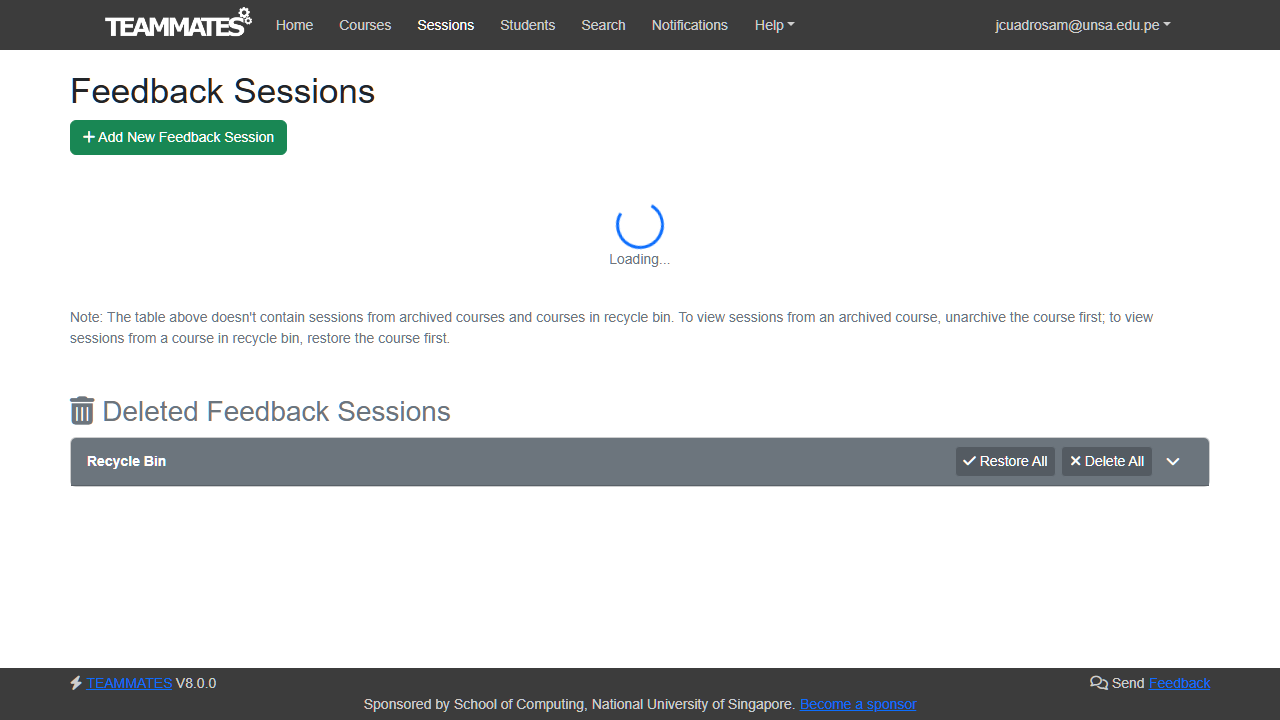 TEAMMATES Home Courses Sessions Students Search Notifications Help jcuadrosam@unsa.edu.pe
Feedback Sessions
Add New Feedback Session
Loading...
Note: The table above doesn't contain sessions from archived courses and courses in recycle bin. To view sessions from an archived course, unarchive the course first; to view
sessions from a course in recycle bin, restore the course first.
Deleted Feedback Sessions
Recycle Bin Restore All Delete All
TEAMMATES V8.0.0 Send Feedback
Sponsored by School of Computing, National University of Singapore. Become a sponsor